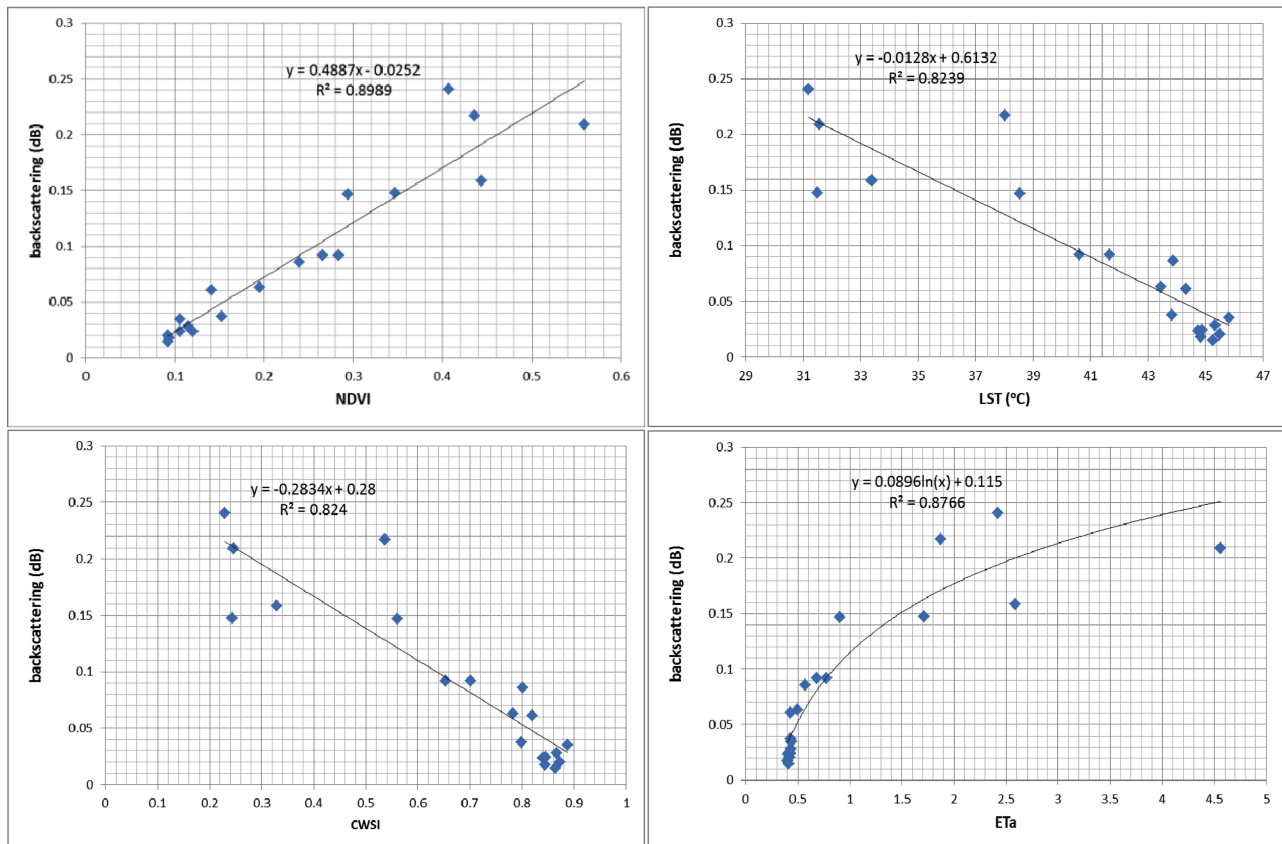 0.3
0.25
0.2
0.15
0.1
0.05
0
backscattering (dB)
y = 0.4887x - 0.0252
R² = 0.8989
0 0.1 0.2 0.3 0.4 0.5 0.6
NDVI
0.3
0.25
0.2
0.15
0.1
0.05
0
backscattering (dB)
y = -0.0128x + 0.6132
R² = 0.8239
29 31 33 35 37 39 41 43 45 47
LST (°C)
0.3
0.25
0.2
0.15
0.1
0.05
0
backscattering (dB)
y = -0.2834x + 0.28
R² = 0.824
0 0.1 0.2 0.3 0.4 0.5 0.6 0.7 0.8 0.9 1
CWSI
0.3
0.25
0.2
0.15
0.1
0.05
0
backscattering (dB)
y = 0.0896ln(x) + 0.115
R² = 0.8766
0 0.5 1 1.5 2 2.5 3 3.5 4 4.5 5
ETa